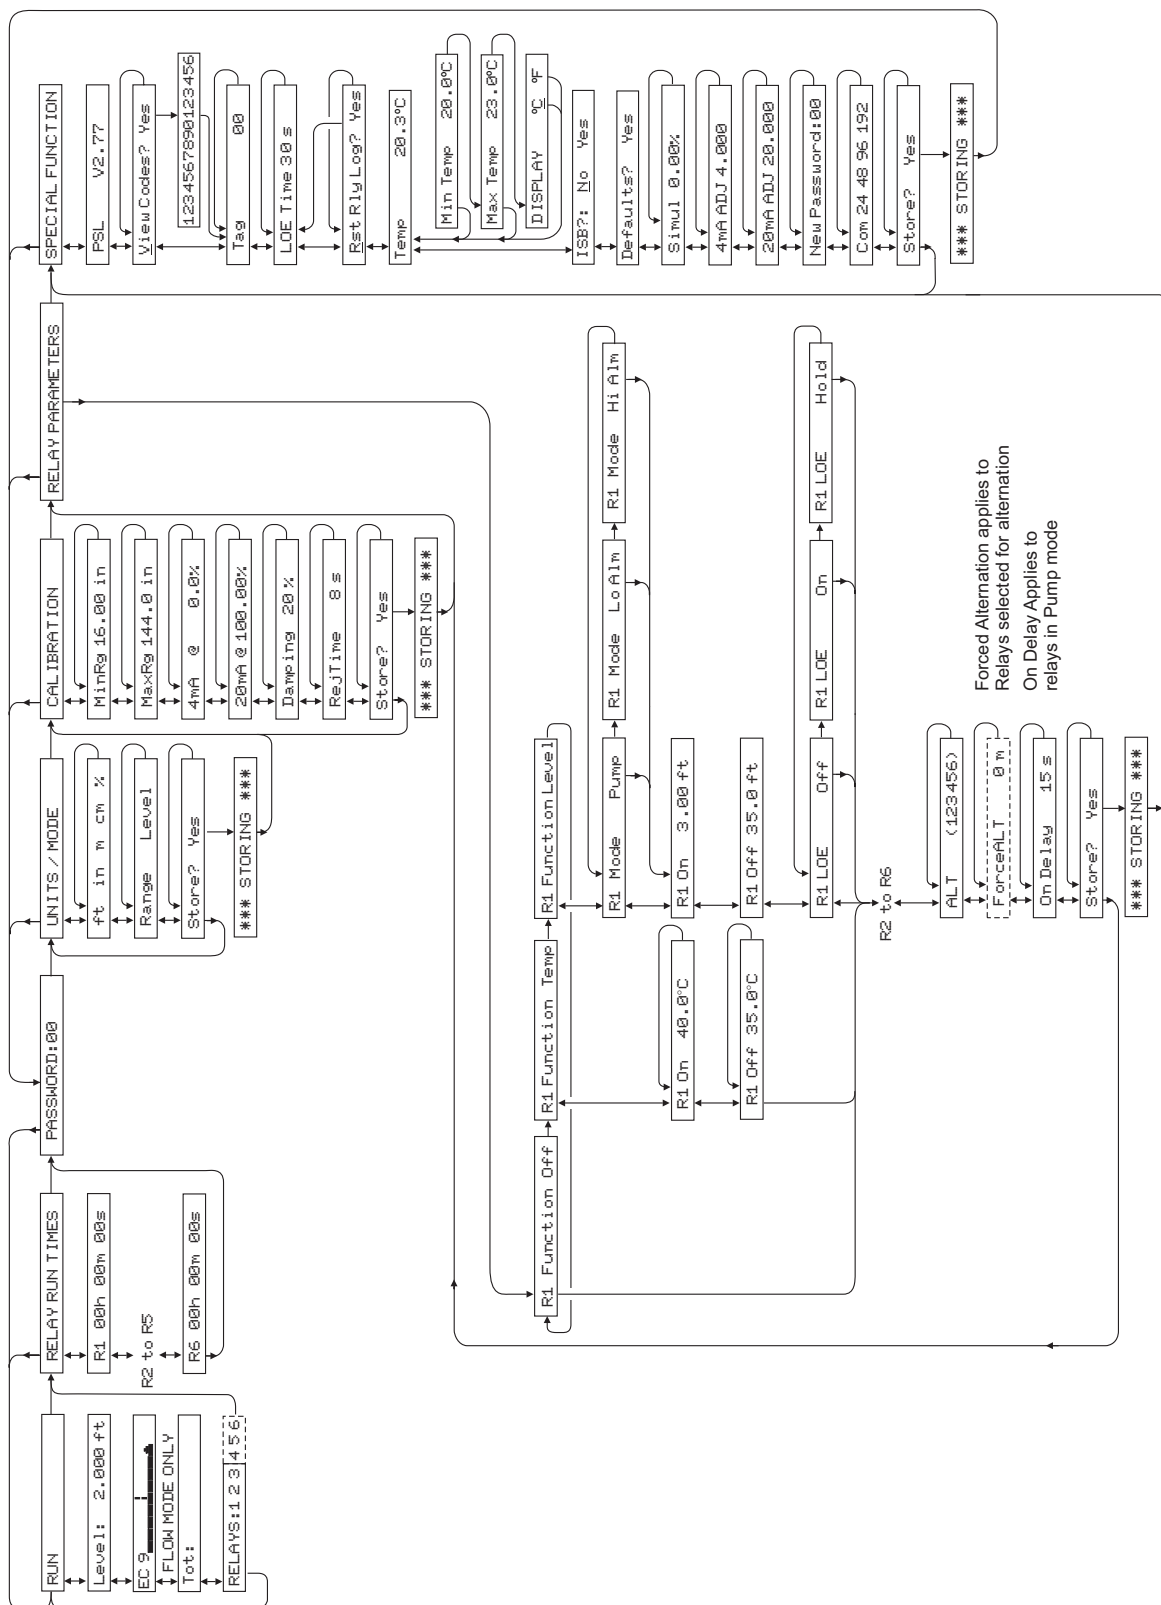 RUN
Level: 2.000 ft
EC 9
FLOW MODE ONLY
Tot:
RELAYS:1 2 3 4 5 6
RELAY RUN TIMES
R1 00h 00m 00s
R2 to R5
R6 00h 00m 00s
PASSWORD:00
UNITS / MODE
ft in m cm %
Range Level
Store? Yes
*** STORING ***
CALIBRATION
MinRg 16.00 in
MaxRg 144.0 in
4mA @ 0.0%
20mA @ 100.00%
Damping 20 %
RejTime 8 s
Store? Yes
*** STORING ***
RELAY PARAMETERS
R1 Function Off
R1 Function Temp
R1 Function Level
R1 On 40.0°C
R1 Off 35.0°C
R1 Mode Pump
R1 Mode Lo Alm
R1 Mode Hi Alm
R1 On 3.00 ft
R1 Off 35.0 ft
R1 LOE Off
R1 LOE On
R1 LOE Hold
R2 to R6
ALT (123456)
ForceALT 0 m
On Delay 15 s
Store? Yes
*** STORING ***
Forced Alternation applies to
Relays selected for alternation
On Delay Applies to
relays in Pump mode
SPECIAL FUNCTION
PSL V2.77
View Codes? Yes
1234567890123456
Tag 00
LOE Time 30 s
Rst Rly Log? Yes
Temp 20.3°C
Min Temp 20.0°C
Max Temp 23.0°C
DISPLAY °C °F
ISB?: No Yes
Defaults? Yes
Simul 0.00%
4mA ADJ 4.000
20mA ADJ 20.000
New Password:00
Com 24 48 96 192
Store? Yes
*** STORING ***